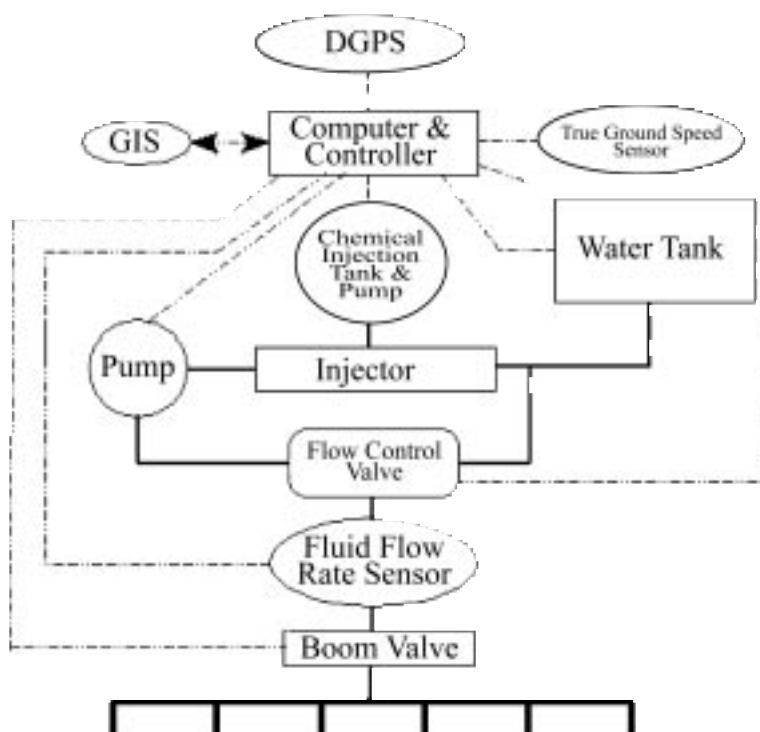 DGPS
GIS
Computer &
Controller
True Ground Speed
Sensor
Chemical
Injection
Tank &
Pump
Water Tank
Pump
Injector
Flow Control
Valve
Fluid Flow
Rate Sensor
Boom Valve